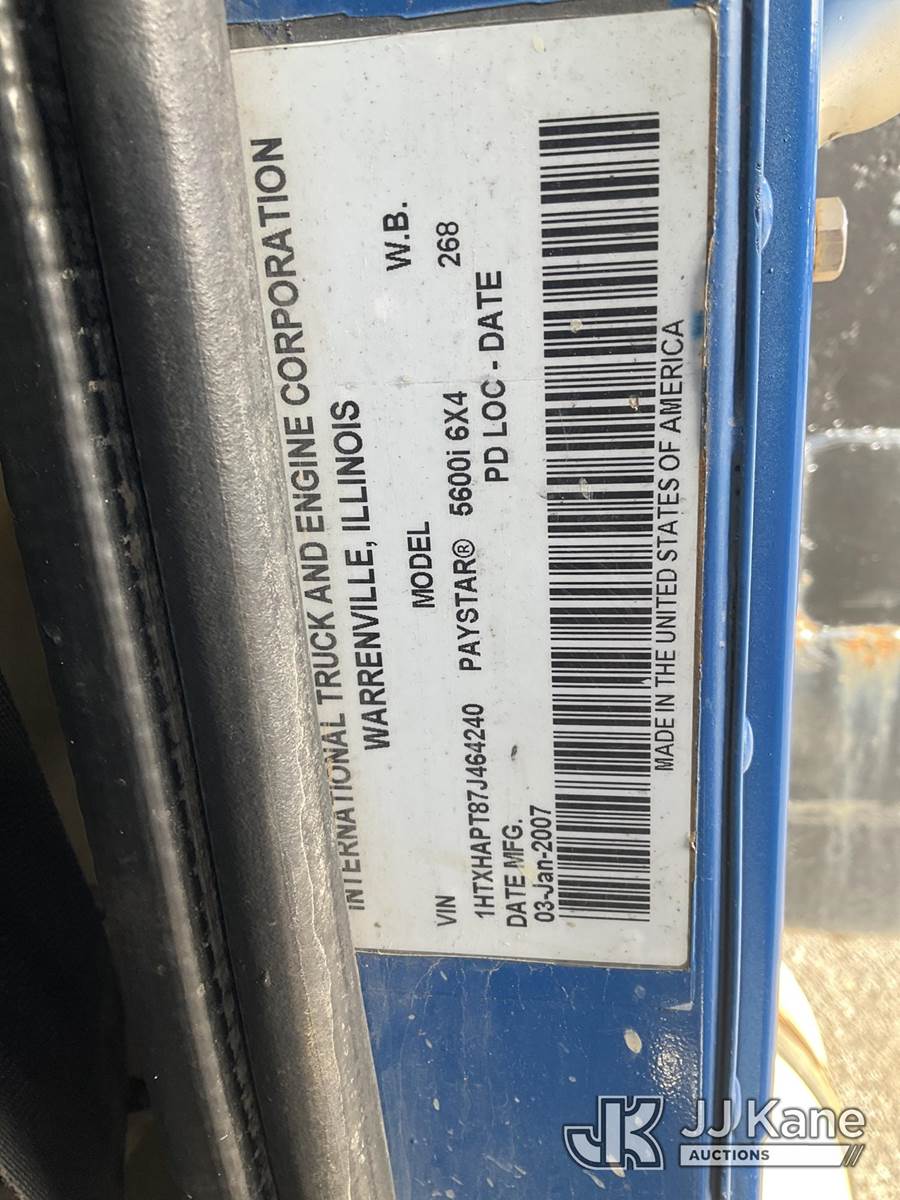 INTERNATIONAL TRUCK AND ENGINE CORPORATION
WARRENVILLE, ILLINOIS
VIN MODEL W.B.
1HTXHAPT87J464240 PAYSTAR® 5600i 6X4 268
DATE MFG. PD LOC - DATE
03-Jan-2007
MADE IN THE UNITED STATES OF AMERICA
JK JJ Kane
AUCTIONS